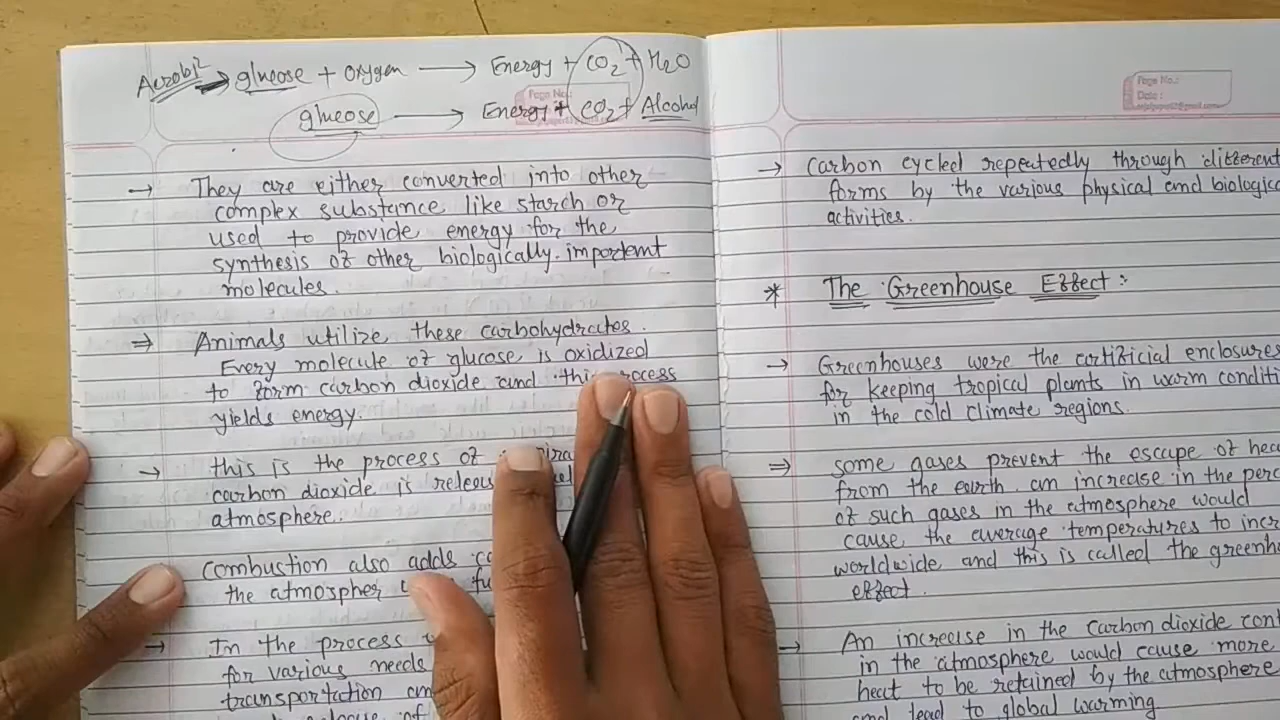 Aerobic → glucose + oxygen → Energy + CO2 + H2O
Page No.:
glucose → Energy + CO2 + Alcohol
→ They are either converted into other
complex substance like starch or
used to provide energy for the
synthesis of other biologically important
molecules.
⇒ Animals utilize these carbohydrates.
Every molecule of glucose is oxidized
to form carbon dioxide and this process
yields energy.
→ this is the process of
carbon dioxide is
atmosphere.
Combustion also adds
the atmospher
→ In the process
for various needs
transportation
of
Page No.:
Date :
→ Carbon cycled repeatedly through different
forms by the various physical and
activities.
* The Greenhouse Effect :
→ Greenhouses were the artificial enclosures
for keeping tropical plants in warm
in the cold climate regions.
⇒ some gases prevent the escape of
from the earth. an increase in the
of such gases in the atmosphere would
cause the average temperatures to
worldwide and this is called the
effect.
→ An increase in the carbon dioxide
in the atmosphere would cause more
heat to be retained by the atmosphere
and lead to global warming